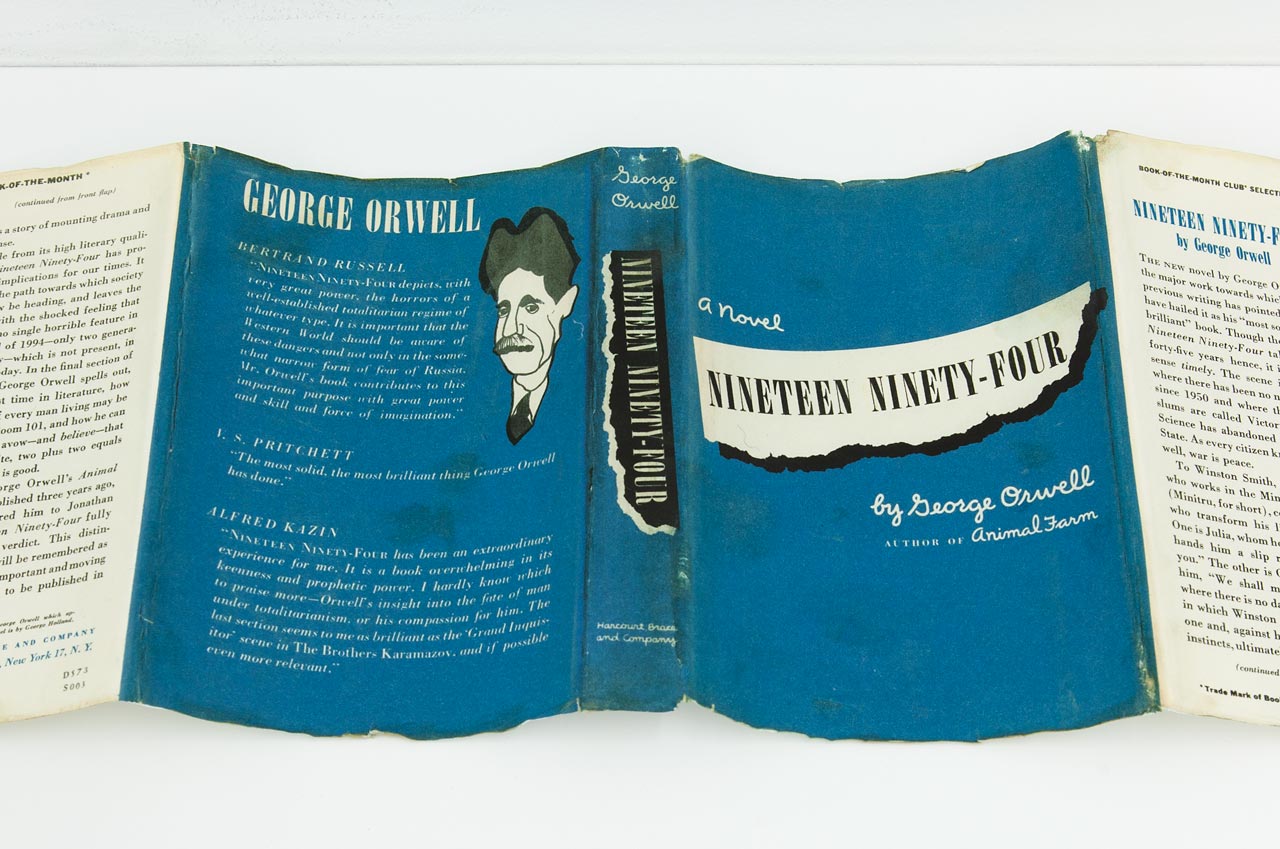 K-OF-THE-MONTH *
(continued from front flap)
s a story of mounting drama and
nse.
le from its high literary quali-
ineteen Ninety-Four has pro-
implications for our times. It
he path towards which society
be heading, and leaves the
with the shocked feeling that
no single horrible feature in
of 1994—only two genera-
y—which is not present, in
day. In the final section of
George Orwell spells out,
t time in literature, how
f every man living may be
oom 101, and how he can
avow—and believe—that
te, two plus two equals
is good.
orge Orwell's Animal
blished three years ago,
red him to Jonathan
n Ninety-Four fully
verdict. This distin-
vill be remembered as
mportant and moving
to be published in
eorge Orwell which ap-
el is by George Holland.
E AND COMPANY
, New York 17, N. Y.
D573
S003
GEORGE ORWELL
BERTRAND RUSSELL
"NINETEEN NINETY-FOUR depicts, with
very great power, the horrors of a
well-established totalitarian regime of
whatever type. It is important that the
Western World should be aware of
these dangers and not only in the some-
what narrow form of fear of Russia.
Mr. Orwell's book contributes to this
important purpose with great power
and skill and force of imagination."
V. S. PRITCHETT
"The most solid, the most brilliant thing George Orwell
has done."
ALFRED KAZIN
"NINETEEN NINETY-FOUR has been an extraordinary
experience for me. It is a book overwhelming in its
keenness and prophetic power. I hardly know which
to praise more—Orwell's insight into the fate of man
under totalitarianism, or his compassion for him. The
last section seems to me as brilliant as the 'Grand Inquis-
itor' scene in The Brothers Karamazov, and if possible
even more relevant."
George
Orwell
NINETEEN NINETY-FOUR
Harcourt Brace
and Company
a Novel
NINETEEN NINETY-FOUR
by George Orwell
AUTHOR OF Animal Farm
BOOK-OF-THE-MONTH CLUB* SELECTI
NINETEEN NINETY-F
by George Orwell
THE NEW novel by George O
the major work towards which
previous writing has pointed
have hailed it as his "most s
brilliant" book. Though th
Nineteen Ninety-Four ta
forty-five years hence, it i
sense timely. The scene i
where there has been no n
since 1950 and where th
slums are called Victor
Science has abandoned
State. As every citizen k
well, war is peace.
To Winston Smith,
who works in the Min
(Minitru, for short), c
who transform his l
One is Julia, whom he
hands him a slip r
you." The other is O
him, "We shall m
where there is no da
in which Winston
one and, against h
instincts, ultimate
(continued
*Trade Mark of Boo